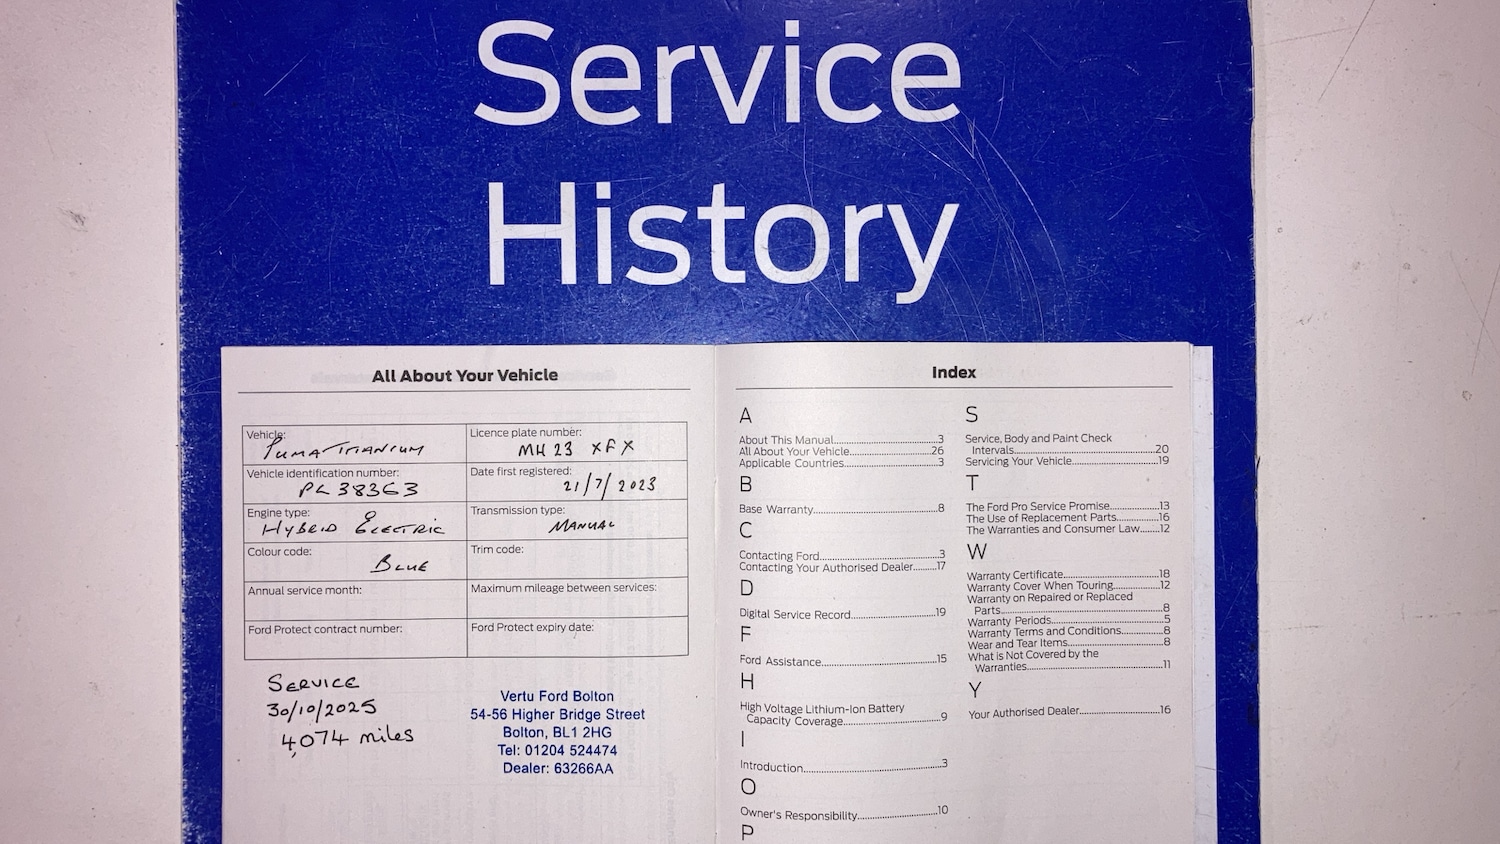 Service
History
All About Your Vehicle
Vehicle: Puma Titanium
Licence plate number: MH 23 XFX
Vehicle identification number: PL 38363
Date first registered: 21/7/2023
Engine type: Hybrid Electric
Transmission type: Manual
Colour code: Blue
Trim code:
Annual service month:
Maximum mileage between services:
Ford Protect contract number:
Ford Protect expiry date:
Service
30/10/2025
4,074 miles
Vertu Ford Bolton
54-56 Higher Bridge Street
Bolton, BL1 2HG
Tel: 01204 524474
Dealer: 63266AA
Index
A
About This Manual...3
All About Your Vehicle...26
Applicable Countries...3
B
Base Warranty...8
C
Contacting Ford...3
Contacting Your Authorised Dealer...17
D
Digital Service Record...19
F
Ford Assistance...15
H
High Voltage Lithium-Ion Battery
Capacity Coverage...9
I
Introduction...3
O
Owner's Responsibility...10
P
S
Service, Body and Paint Check
Intervals...20
Servicing Your Vehicle...19
T
The Ford Pro Service Promise...13
The Use of Replacement Parts...16
The Warranties and Consumer Law...12
W
Warranty Certificate...18
Warranty Cover When Touring...12
Warranty on Repaired or Replaced
Parts...8
Warranty Periods...5
Warranty Terms and Conditions...8
Wear and Tear Items...8
What is Not Covered by the
Warranties...11
Y
Your Authorised Dealer...16